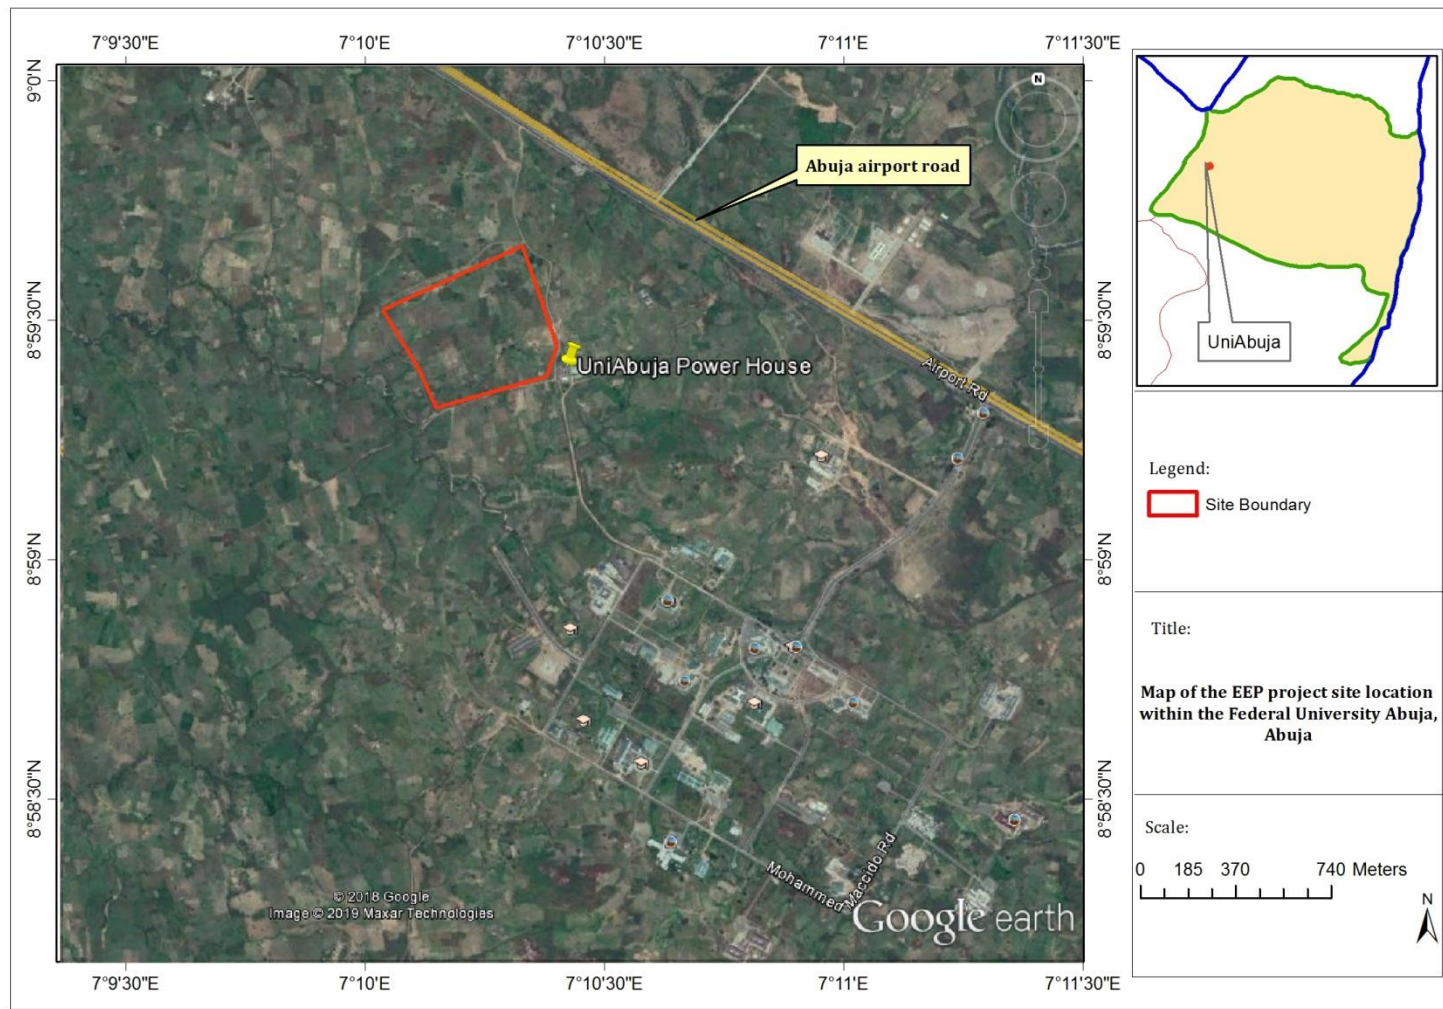 7°9'30"E 7°10'E 7°10'30"E 7°11'E 7°11'30"E
9°0'N
8°59'30"N
8°59'N
8°58'30"N
N
Abuja airport road
UniAbuja Power House
Airport Rd
Mohammed Maccido Rd
© 2018 Google
Image © 2019 Maxar Technologies
Google earth
8°59'30"N
8°59'N
8°58'30"N
7°9'30"E 7°10'E 7°10'30"E 7°11'E 7°11'30"E
UniAbuja
Legend:
Site Boundary
Title:
Map of the EEP project site location
within the Federal University Abuja,
Abuja
Scale:
0 185 370 740 Meters
N